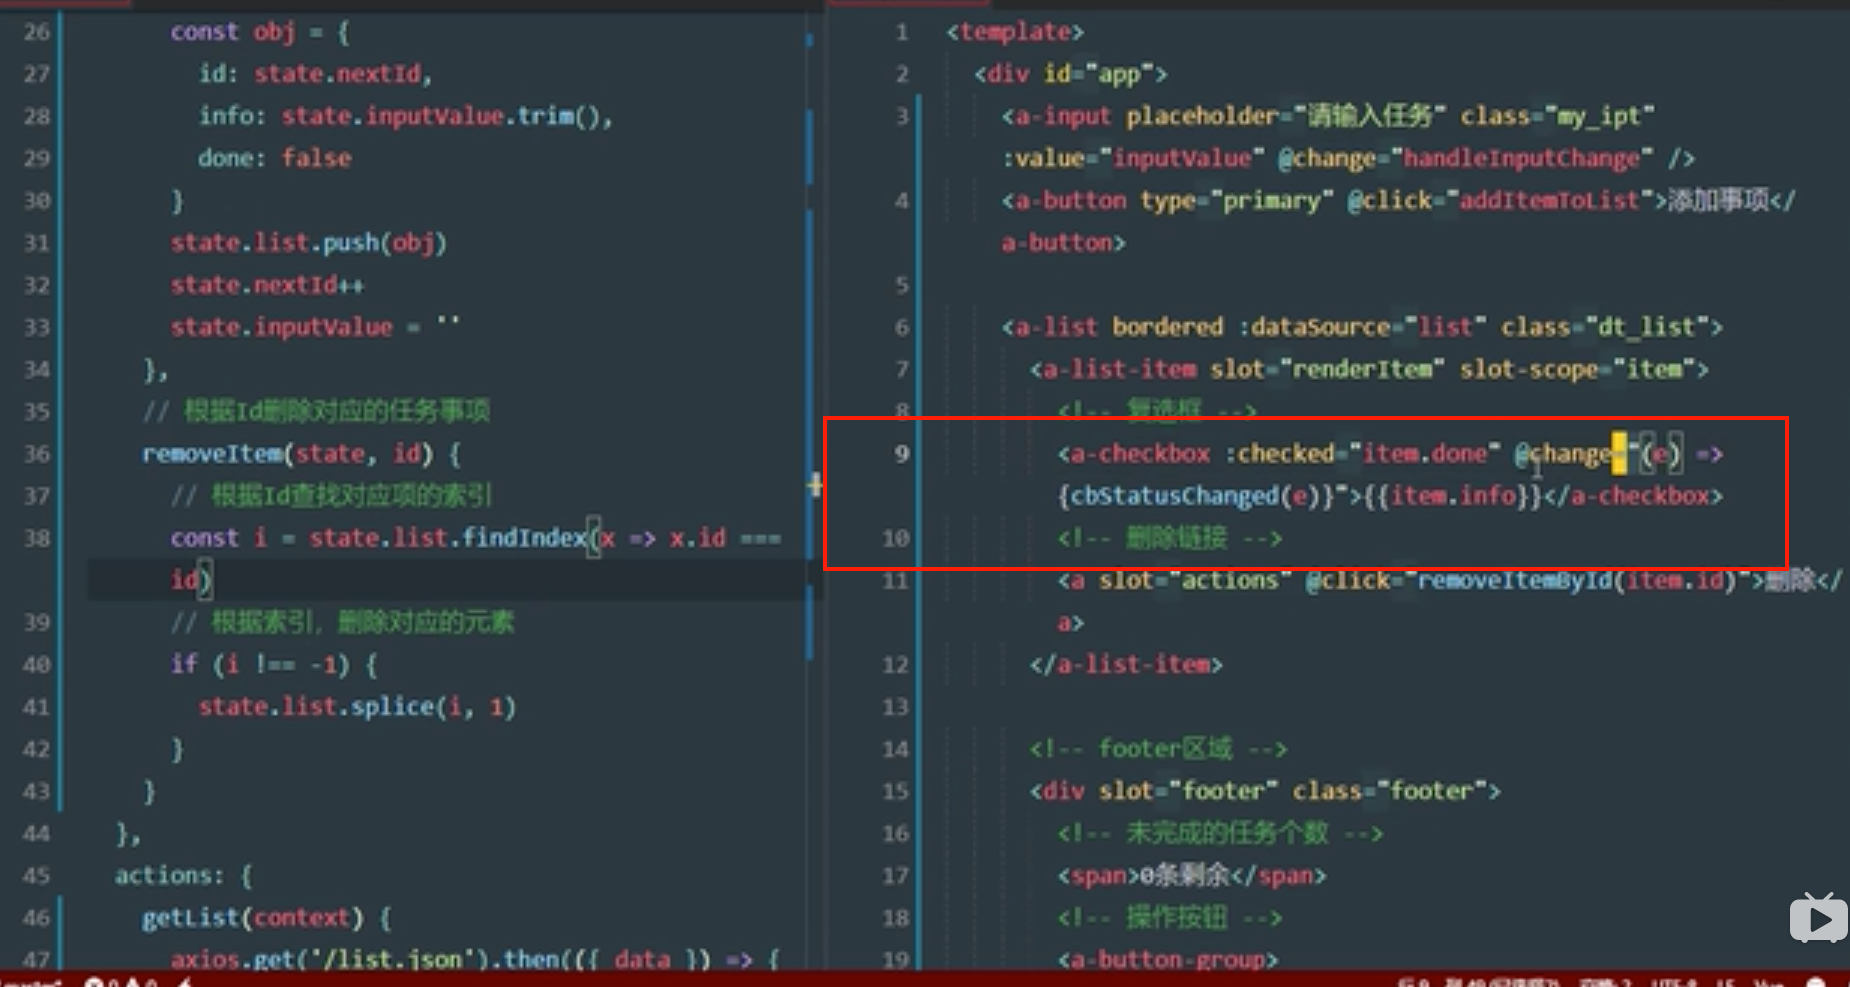 26 const obj = {
27 id: state.nextId,
28 info: state.inputValue.trim(),
29 done: false
30 }
31 state.list.push(obj)
32 state.nextId++
33 state.inputValue = ''
34 },
35 // 根据Id删除对应的任务事项
36 removeItem(state, id) {
37 // 根据Id查找对应项的索引
38 const i = state.list.findIndex(x => x.id ===
id)
39 // 根据索引，删除对应的元素
40 if (i !== -1) {
41 state.list.splice(i, 1)
42 }
43 }
44 },
45 actions: {
46 getList(context) {
47 axios.get('/list.json').then(({ data }) => {
1 <template>
2 <div id="app">
3 <a-input placeholder="请输入任务" class="my_ipt"
:value="inputValue" @change="handleInputChange" />
4 <a-button type="primary" @click="addItemToList">添加事项</
a-button>
5
6 <a-list bordered :dataSource="list" class="dt_list">
7 <a-list-item slot="renderItem" slot-scope="item">
8 <!-- 复选框 -->
9 <a-checkbox :checked="item.done" @change="(e) =>
{cbStatusChanged(e)}">{{item.info}}</a-checkbox>
10 <!-- 删除链接 -->
11 <a slot="actions" @click="removeItemById(item.id)">删除</
a>
12 </a-list-item>
13
14 <!-- footer区域 -->
15 <div slot="footer" class="footer">
16 <!-- 未完成的任务个数 -->
17 <span>0条剩余</span>
18 <!-- 操作按钮 -->
19 <a-button-group>